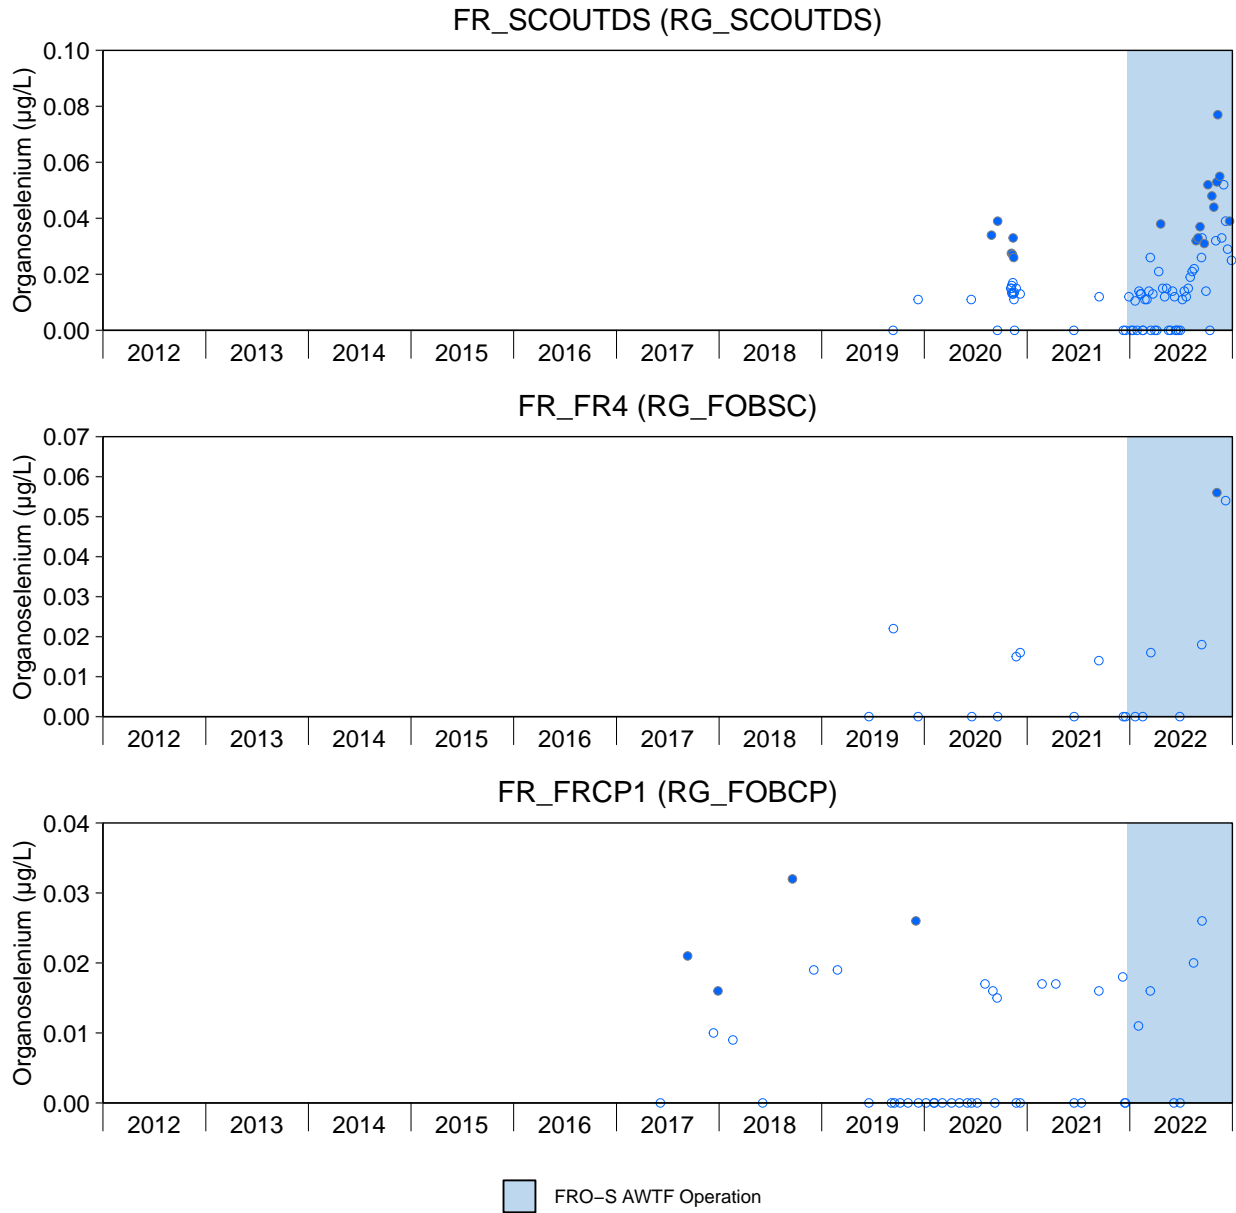 FR_SCOUTDS (RG_SCOUTDS)
Organoselenium (µg/L)
0.10
0.08
0.06
0.04
0.02
0.00
2012 2013 2014 2015 2016 2017 2018 2019 2020 2021 2022
FR_FR4 (RG_FOBSC)
Organoselenium (µg/L)
0.07
0.06
0.05
0.04
0.03
0.02
0.01
0.00
2012 2013 2014 2015 2016 2017 2018 2019 2020 2021 2022
FR_FRCP1 (RG_FOBCP)
Organoselenium (µg/L)
0.04
0.03
0.02
0.01
0.00
2012 2013 2014 2015 2016 2017 2018 2019 2020 2021 2022
FRO−S AWTF Operation